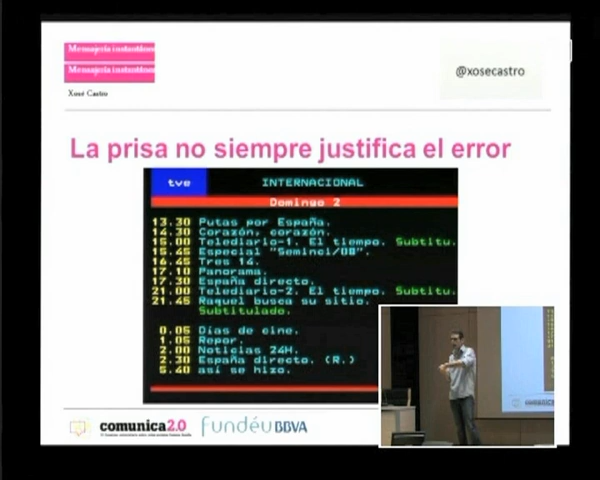 Mensajería instantánea
Mensajería instantánea
Xosé Castro
@xosecastro
La prisa no siempre justifica el error
tve INTERNACIONAL
Domingo 2
13.30 Putas por España.
14.30 Corazón, corazón.
15.00 Telediario-1. El tiempo. Subtitu.
15.45 Especial "Seminci/08".
16.45 Tres 14.
17.10 Panorama.
17.30 España directo.
21.00 Telediario-2. El tiempo. Subtitu.
21.45 Raquel busca su sitio.
Subtitulado.
0.05 Días de cine.
1.05 Repor.
2.00 Noticias 24H.
2.30 España directo. (R.)
5.40 así se hizo.
comunica2.0
fundéu BBVA